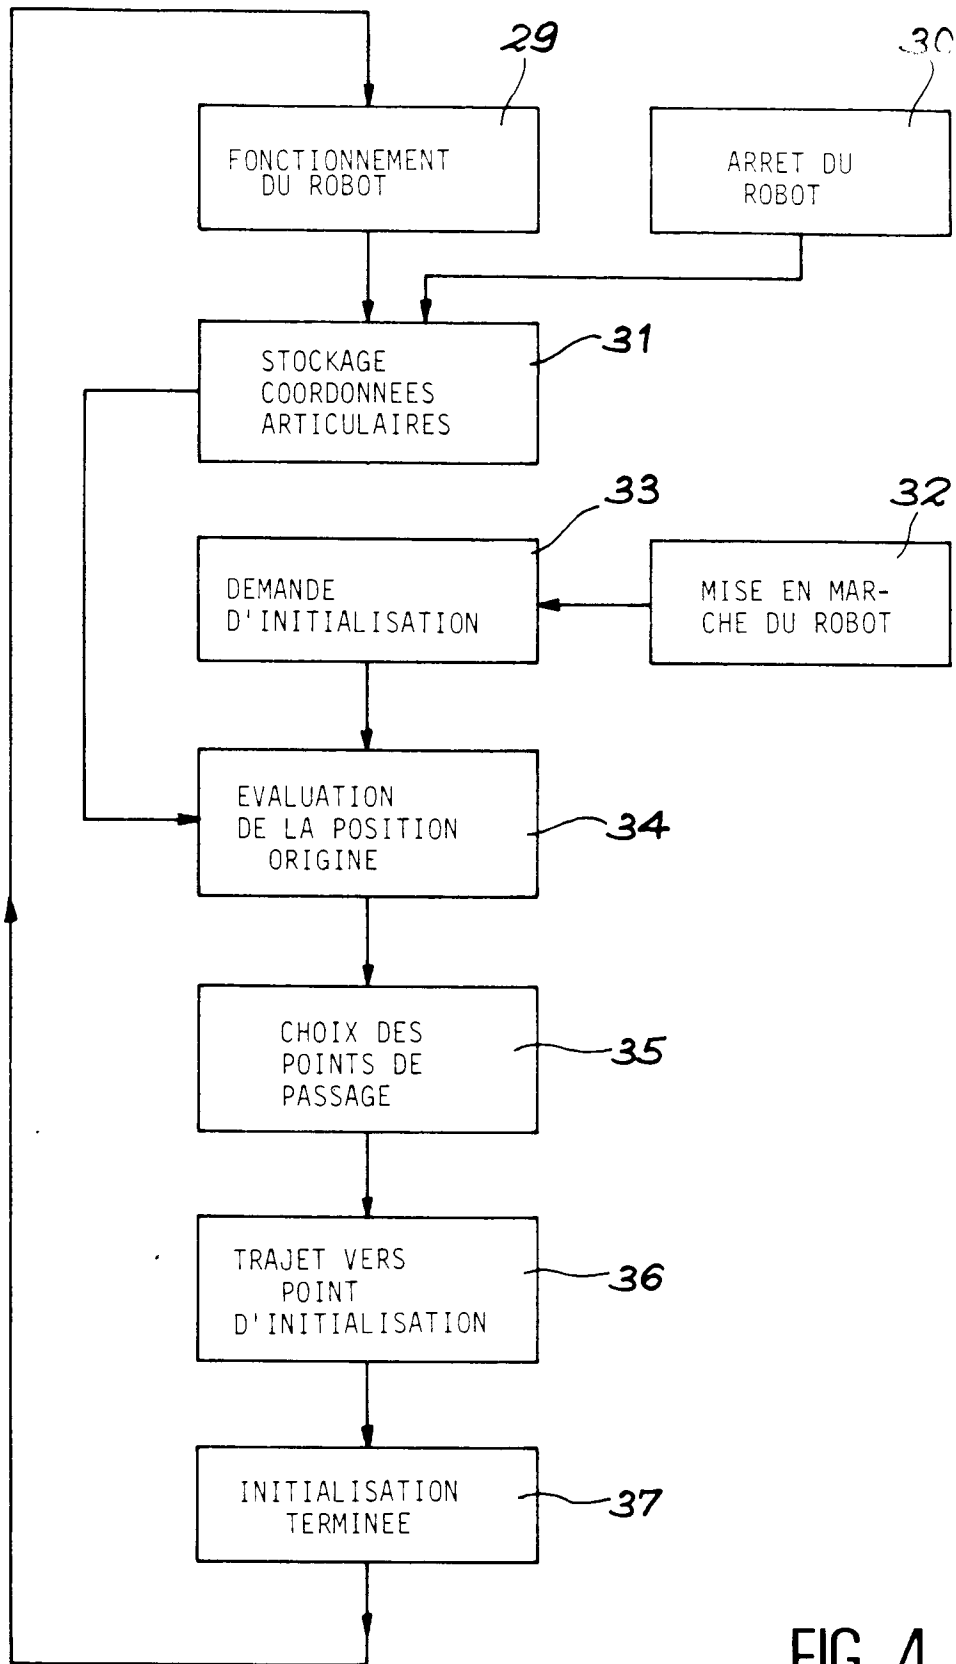 29
30
FONCTIONNEMENT
DU ROBOT
ARRET DU
ROBOT
31
STOCKAGE
COORDONNEES
ARTICULAIRES
33
32
DEMANDE
D'INITIALISATION
MISE EN MAR-
CHE DU ROBOT
EVALUATION
DE LA POSITION
ORIGINE
34
CHOIX DES
POINTS DE
PASSAGE
35
TRAJET VERS
POINT
D'INITIALISATION
36
INITIALISATION
TERMINEE
37
FIG. 4